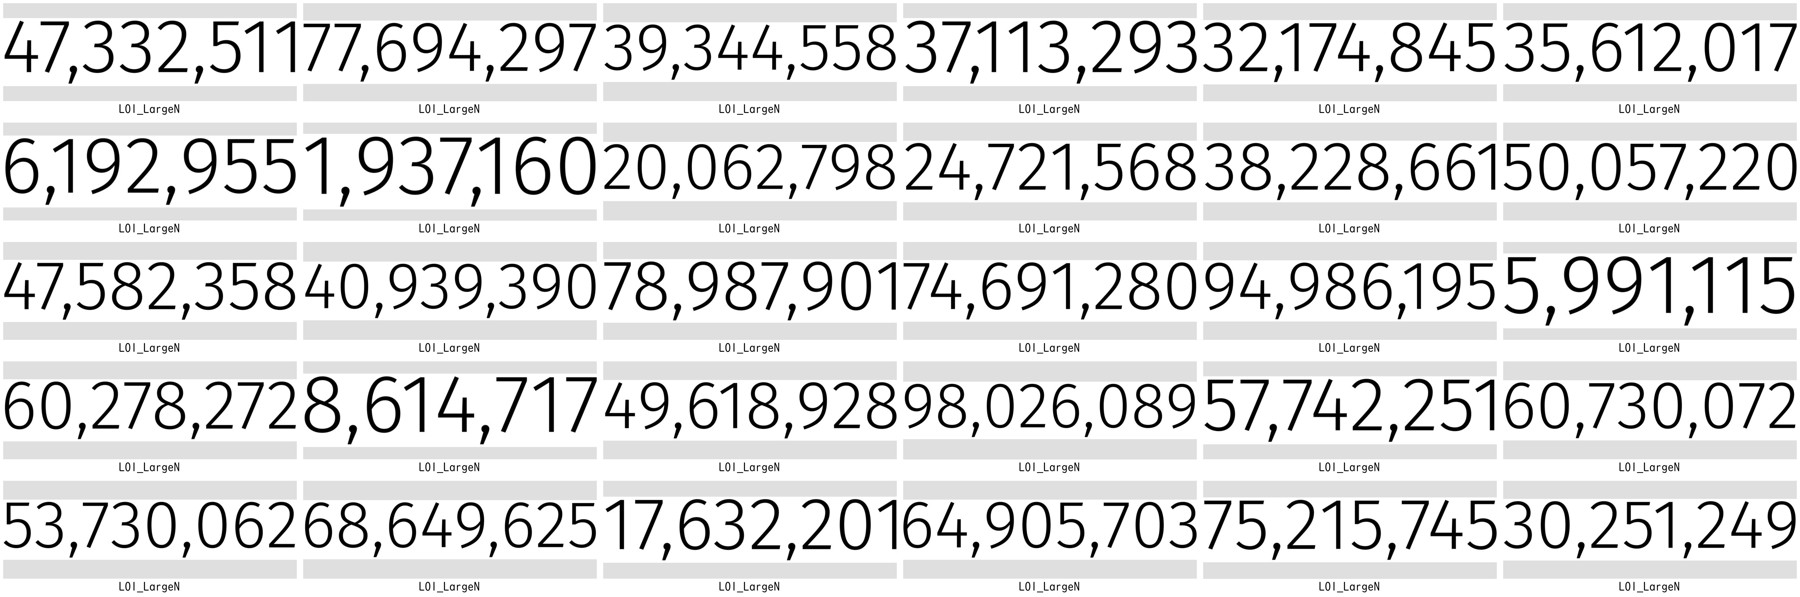 47,332,511 77,694,297 39,344,558 37,113,293 32,174,845 35,612,017
L0I_LargeN L0I_LargeN L0I_LargeN L0I_LargeN L0I_LargeN L0I_LargeN
6,192,955 1,937,160 20,062,798 24,721,568 38,228,661 50,057,220
L0I_LargeN L0I_LargeN L0I_LargeN L0I_LargeN L0I_LargeN L0I_LargeN
47,582,358 40,939,390 78,987,901 74,691,280 94,986,195 5,991,115
L0I_LargeN L0I_LargeN L0I_LargeN L0I_LargeN L0I_LargeN L0I_LargeN
60,278,272 8,614,717 49,618,928 98,026,089 57,742,251 60,730,072
L0I_LargeN L0I_LargeN L0I_LargeN L0I_LargeN L0I_LargeN L0I_LargeN
53,730,062 68,649,625 17,632,201 64,905,703 75,215,745 30,251,249
L0I_LargeN L0I_LargeN L0I_LargeN L0I_LargeN L0I_LargeN L0I_LargeN